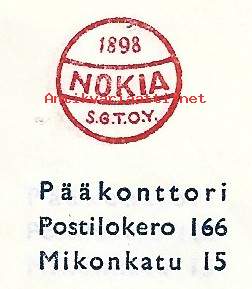 1898
NOKIA
S.G.T.O.Y.
Antikvariaatti.net
Pääkonttori
Postilokero 166
Mikonkatu 15